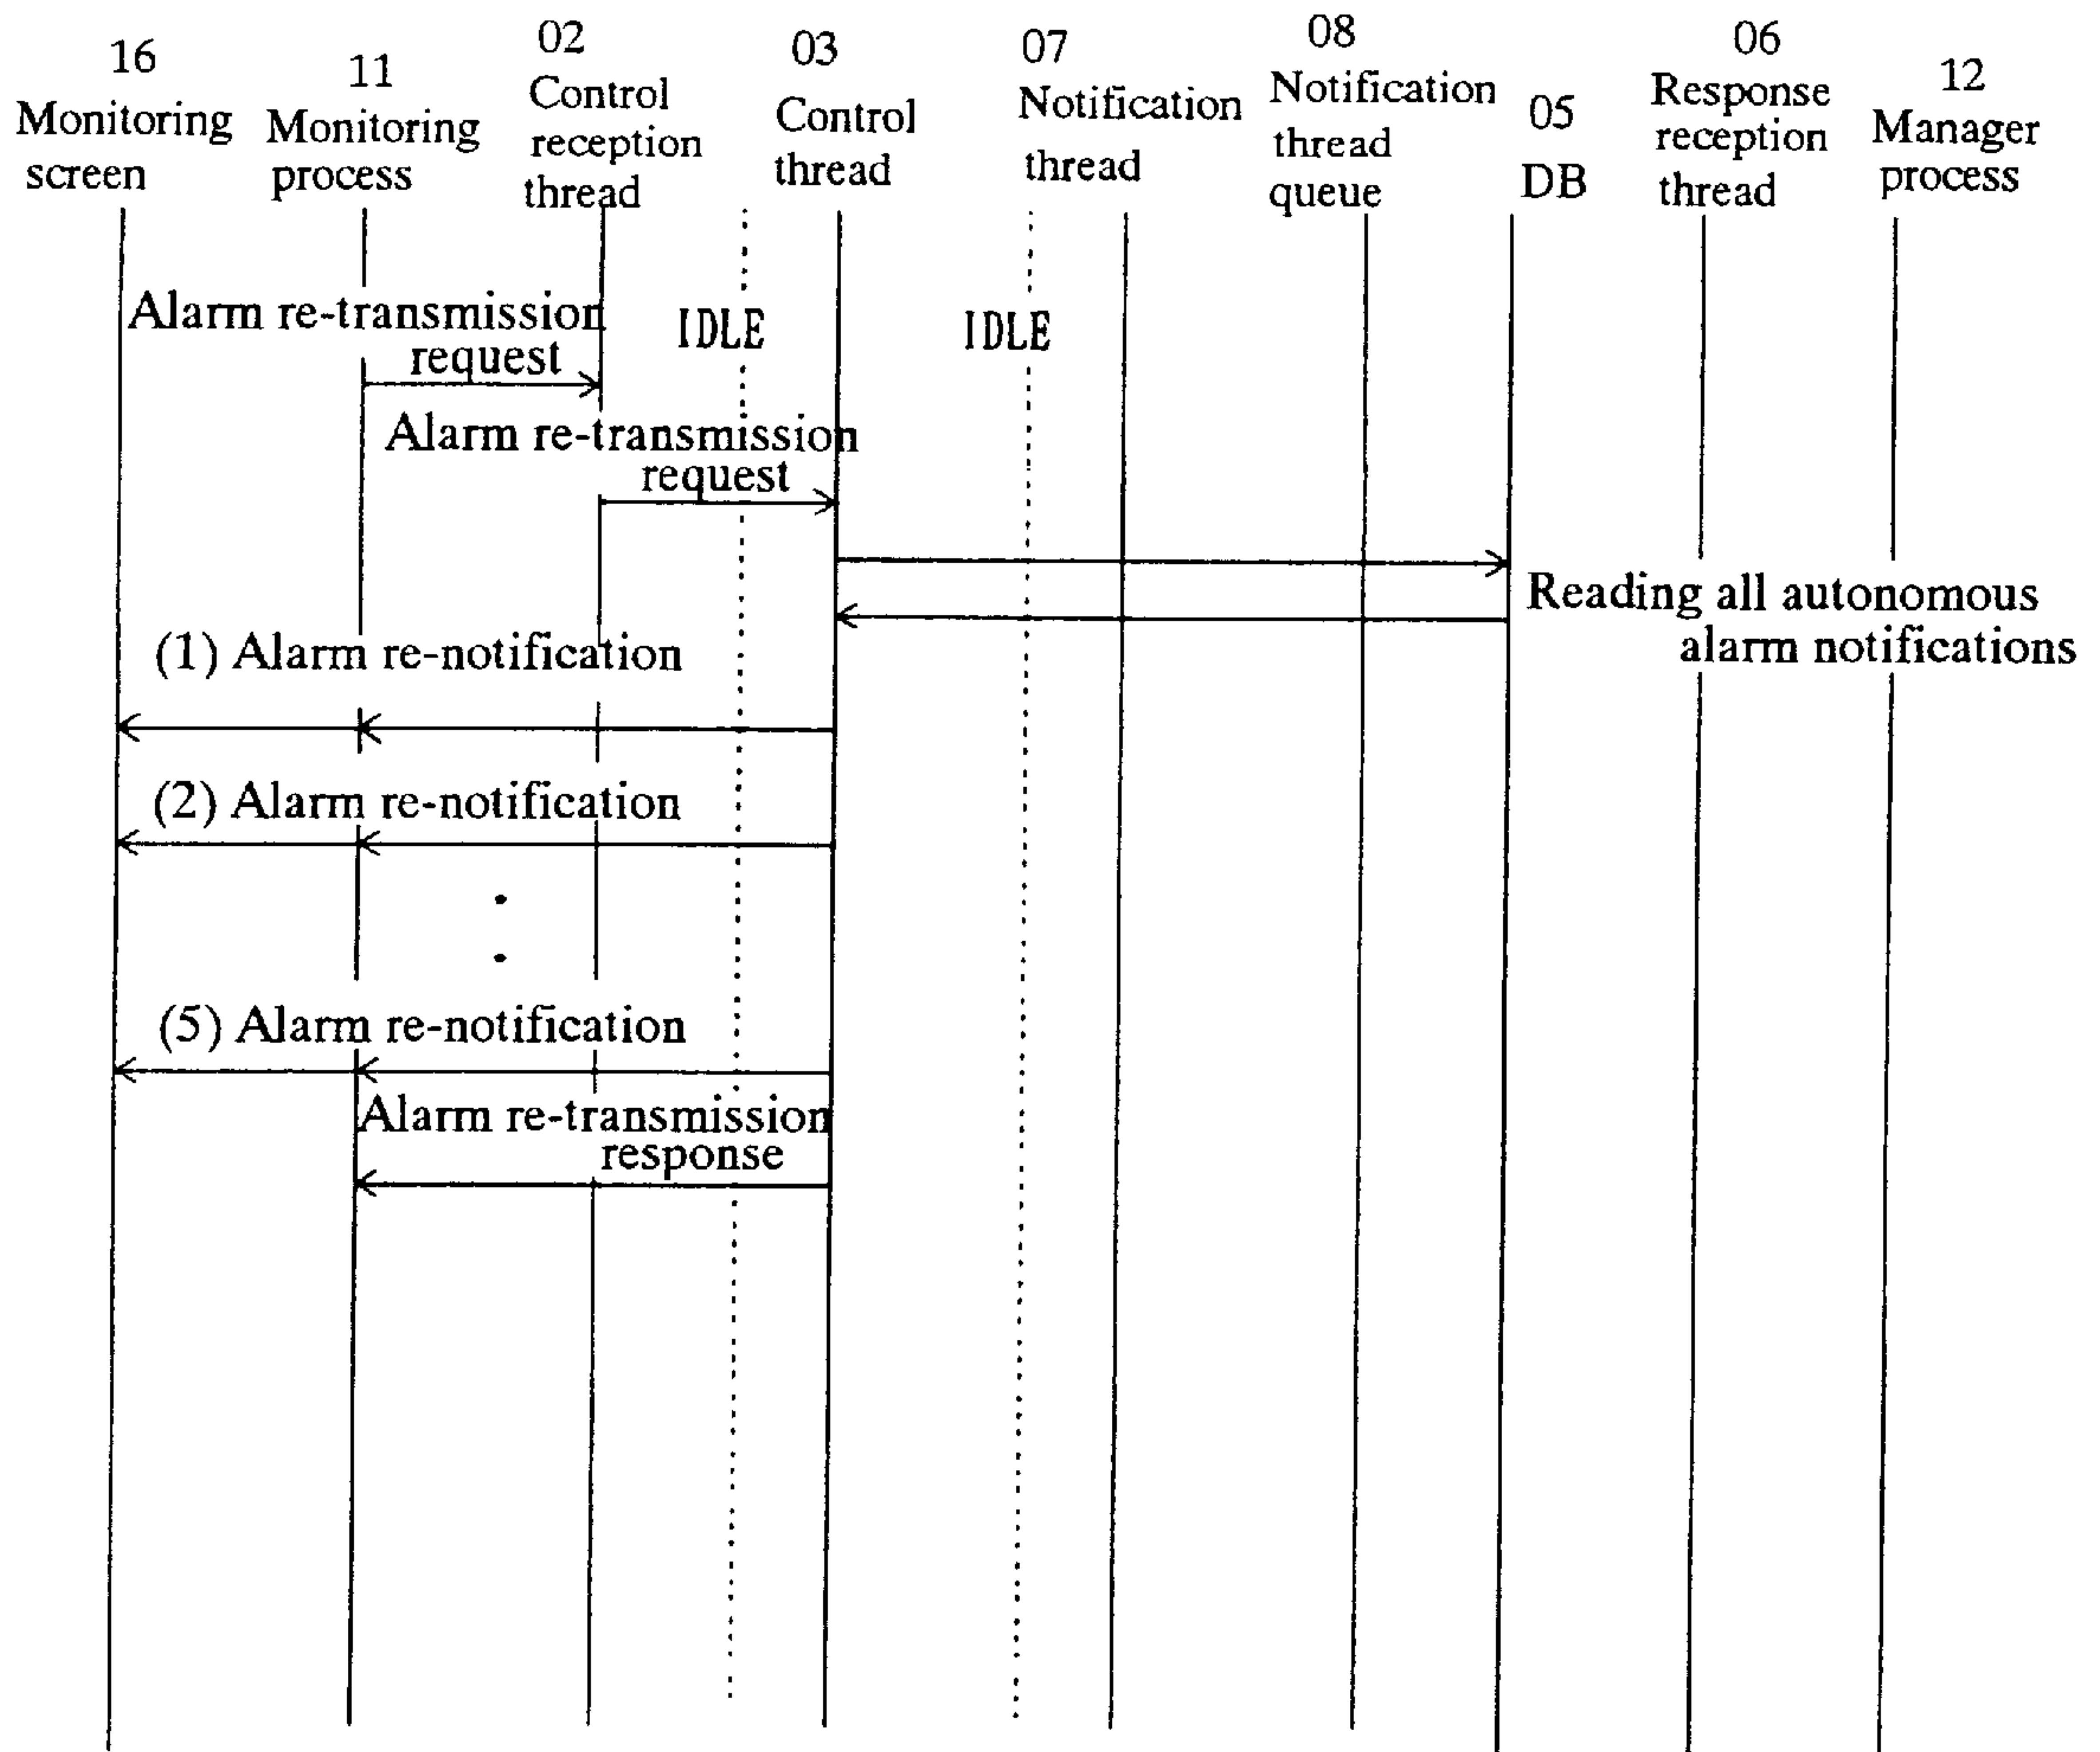 16
Monitoring
screen
11
Monitoring
process
02
Control
reception
thread
03
Control
thread
07
Notification
thread
08
Notification
thread
queue
05
DB
06
Response
reception
thread
12
Manager
process
Alarm re-transmission
request
IDLE
IDLE
Alarm re-transmission
request
Reading all autonomous
alarm notifications
(1) Alarm re-notification
(2) Alarm re-notification
(5) Alarm re-notification
Alarm re-transmission
response